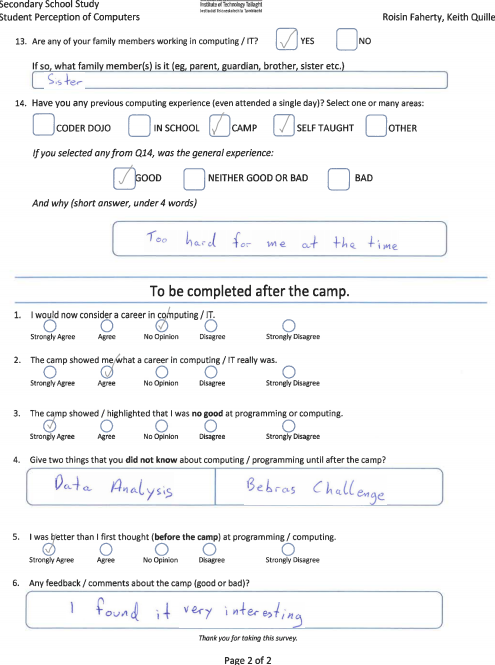 Secondary School Study
Student Perception of Computers
Institute of Technology Tallaght
Institiúid Teicneolaíochta Tamhlacht
Roisin Faherty, Keith Quille
13. Are any of your family members working in computing / IT? YES NO
If so, what family member(s) is it (eg, parent, guardian, brother, sister etc.)
Sister
14. Have you any previous computing experience (even attended a single day)? Select one or many areas:
CODER DOJO IN SCHOOL CAMP SELF TAUGHT OTHER
If you selected any from Q14, was the general experience:
GOOD NEITHER GOOD OR BAD BAD
And why (short answer, under 4 words)
Too hard for me at the time
To be completed after the camp.
1. I would now consider a career in computing / IT.
Strongly Agree Agree No Opinion Disagree Strongly Disagree
2. The camp showed me what a career in computing / IT really was.
Strongly Agree Agree No Opinion Disagree Strongly Disagree
3. The camp showed / highlighted that I was no good at programming or computing.
Strongly Agree Agree No Opinion Disagree Strongly Disagree
4. Give two things that you did not know about computing / programming until after the camp?
Data Analysis Bebras Challenge
5. I was better than I first thought (before the camp) at programming / computing.
Strongly Agree Agree No Opinion Disagree Strongly Disagree
6. Any feedback / comments about the camp (good or bad)?
I found it very interesting
Thank you for taking this survey.
Page 2 of 2